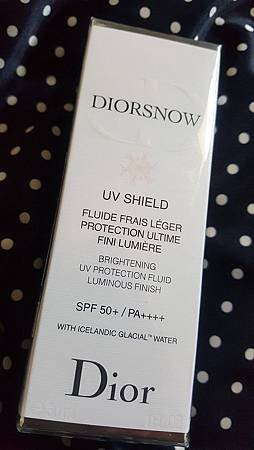 DIORSNOW
UV SHIELD
FLUIDE FRAIS LÉGER
PROTECTION ULTIME
FINI LUMIÈRE
BRIGHTENING
UV PROTECTION FLUID
LUMINOUS FINISH
SPF 50+ / PA++++
WITH ICELANDIC GLACIAL™ WATER
Dior